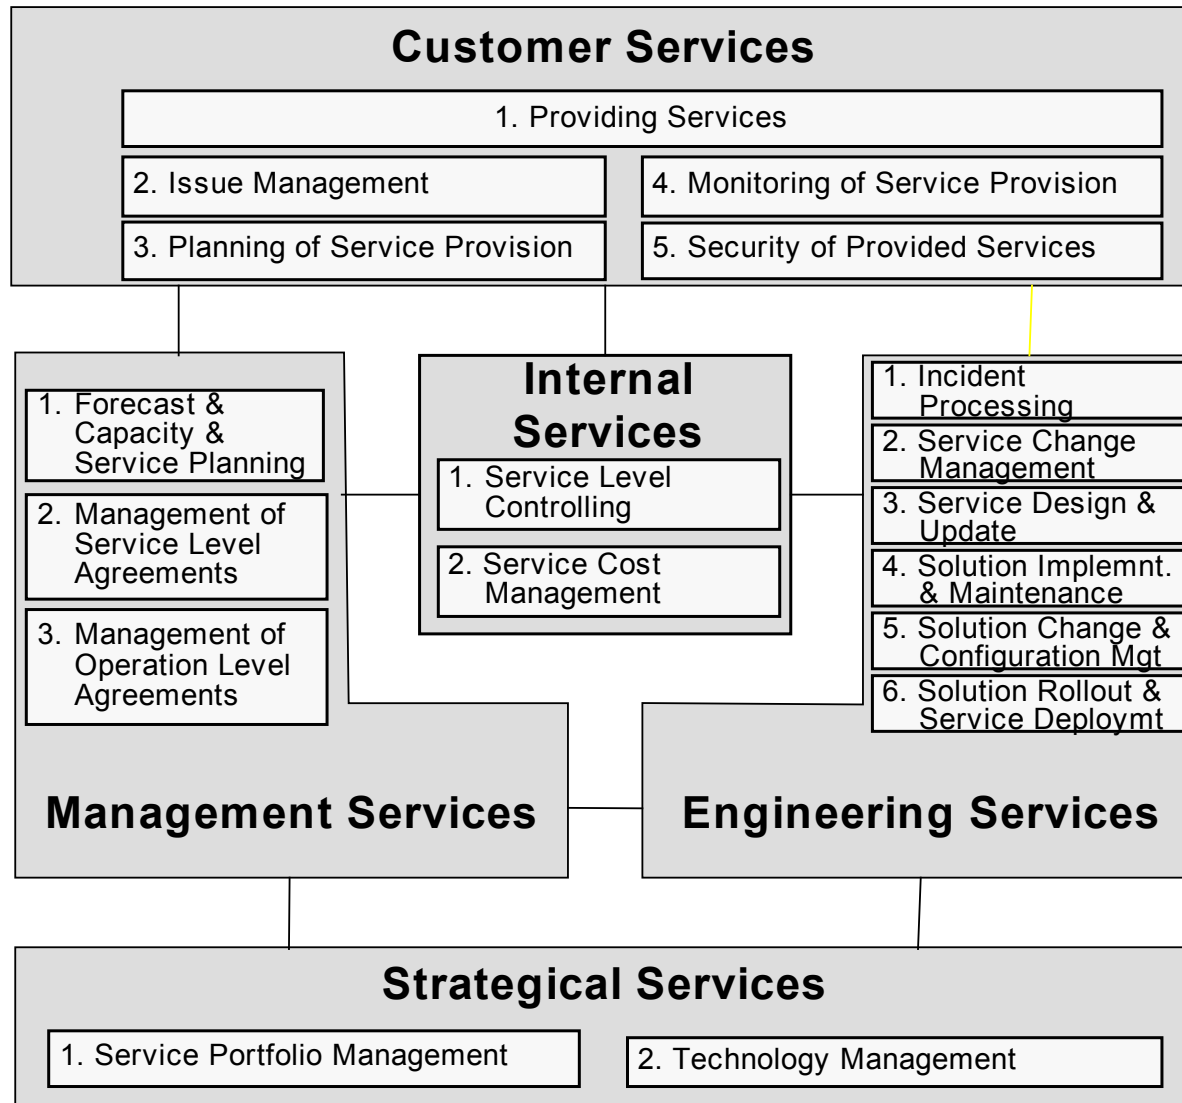 Customer Services
1. Providing Services
2. Issue Management
3. Planning of Service Provision
4. Monitoring of Service Provision
5. Security of Provided Services
1. Forecast &
Capacity &
Service Planning
2. Management of
Service Level
Agreements
3. Management of
Operation Level
Agreements
Management Services
Internal
Services
1. Service Level
Controlling
2. Service Cost
Management
1. Incident
Processing
2. Service Change
Management
3. Service Design &
Update
4. Solution Implemnt.
& Maintenance
5. Solution Change &
Configuration Mgt
6. Solution Rollout &
Service Deploymt
Engineering Services
Strategical Services
1. Service Portfolio Management
2. Technology Management